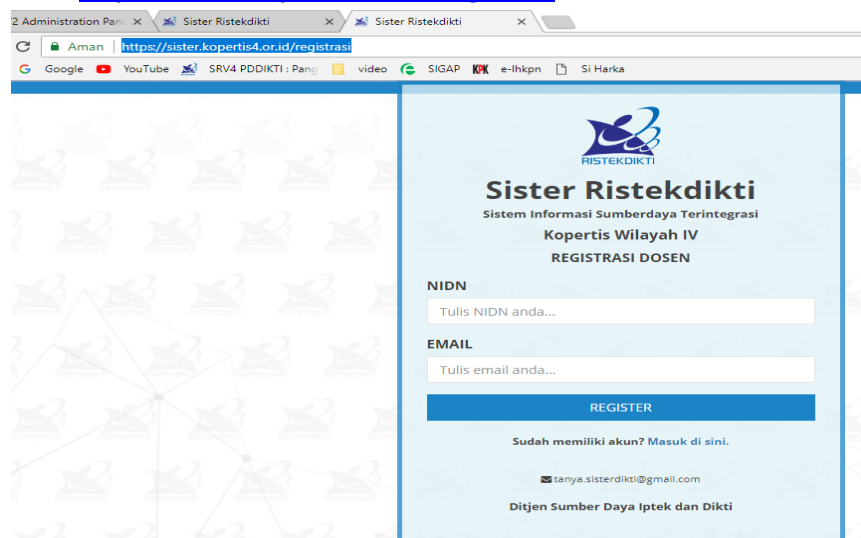 2 Administration Pan
Sister Ristekdikti
Sister Ristekdikti
Aman
https://sister.kopertis4.or.id/registrasi
Google
YouTube
SRV4 PDDIKTI : Pang
video
SIGAP
KPK
e-lhkpn
Si Harka
RISTEKDIKTI
Sister Ristekdikti
Sistem Informasi Sumberdaya Terintegrasi
Kopertis Wilayah IV
REGISTRASI DOSEN
NIDN
Tulis NIDN anda...
EMAIL
Tulis email anda...
REGISTER
Sudah memiliki akun? Masuk di sini.
tanya.sisterdikti@gmail.com
Ditjen Sumber Daya Iptek dan Dikti